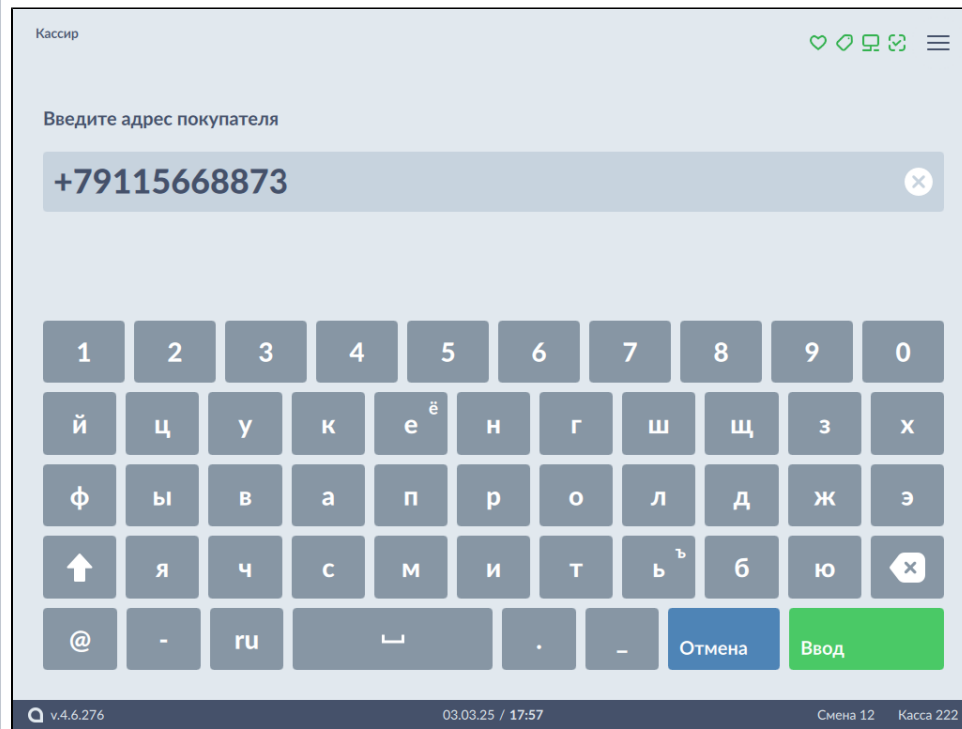 Кассир
Введите адрес покупателя
+79115668873
1 2 3 4 5 6 7 8 9 0
й ц у к е ё н г ш щ з х
ф ы в а п р о л д ж э
я ч с м и т ь ъ б ю
@ - ru . _ Отмена Ввод
v.4.6.276 03.03.25 / 17:57 Смена 12 Касса 222